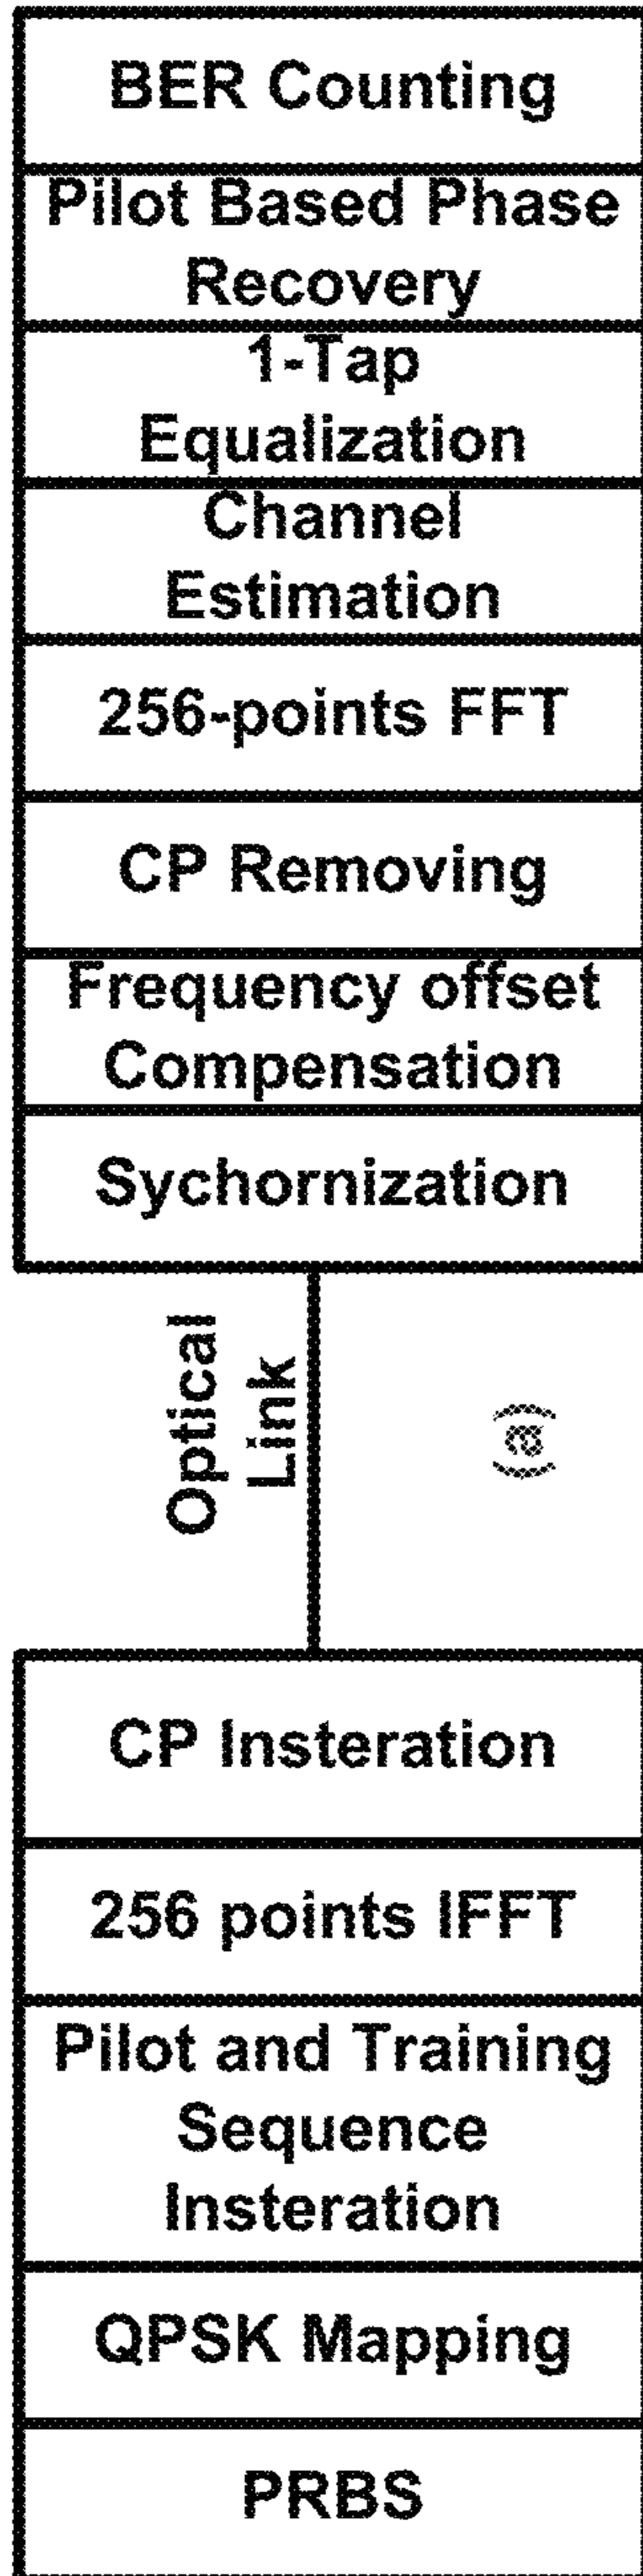 BER Counting
Pilot Based Phase
Recovery
1-Tap
Equalization
Channel
Estimation
256-points FFT
CP Removing
Frequency offset
Compensation
Sychornization
Optical
Link
(a)
CP Insteration
256 points IFFT
Pilot and Training
Sequence
Insteration
QPSK Mapping
PRBS